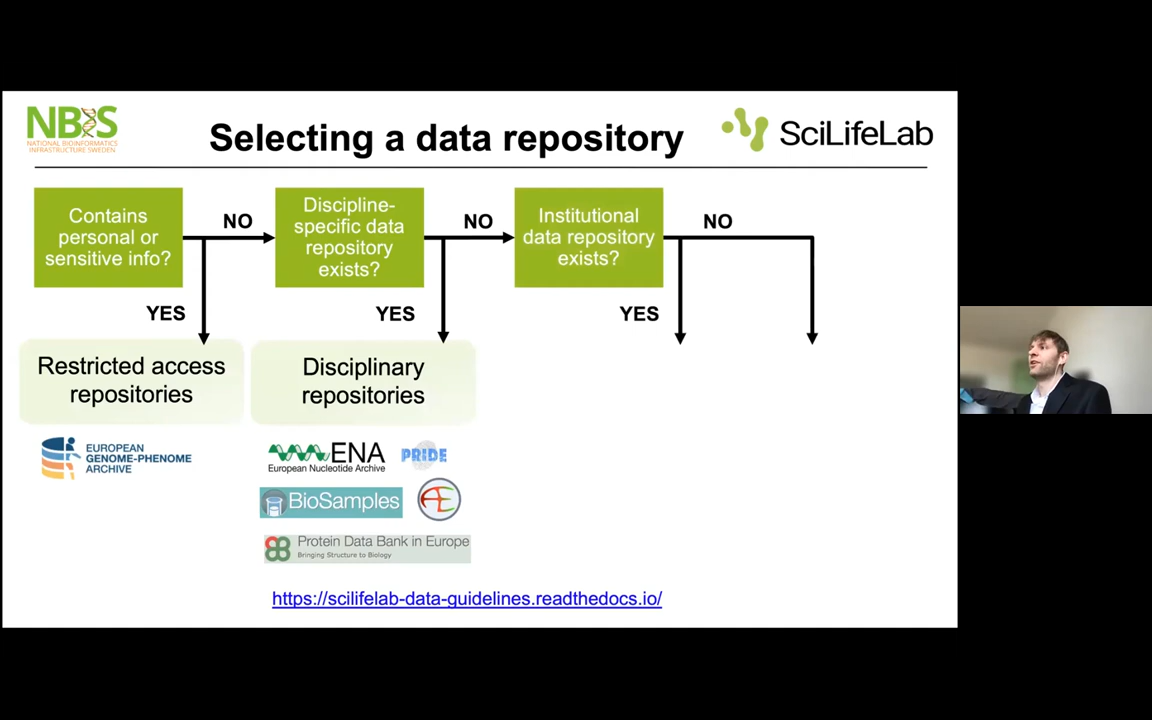 NBIS
NATIONAL BIOINFORMATICS
INFRASTRUCTURE SWEDEN
Selecting a data repository
SciLifeLab
Contains
personal or
sensitive info?
NO
Discipline-
specific data
repository
exists?
NO
Institutional
data repository
exists?
NO
YES
YES
YES
Restricted access
repositories
Disciplinary
repositories
EUROPEAN
GENOME-PHENOME
ARCHIVE
ENA
European Nucleotide Archive
PRIDE
BioSamples
AE
Protein Data Bank in Europe
Bringing Structure to Biology
https://scilifelab-data-guidelines.readthedocs.io/